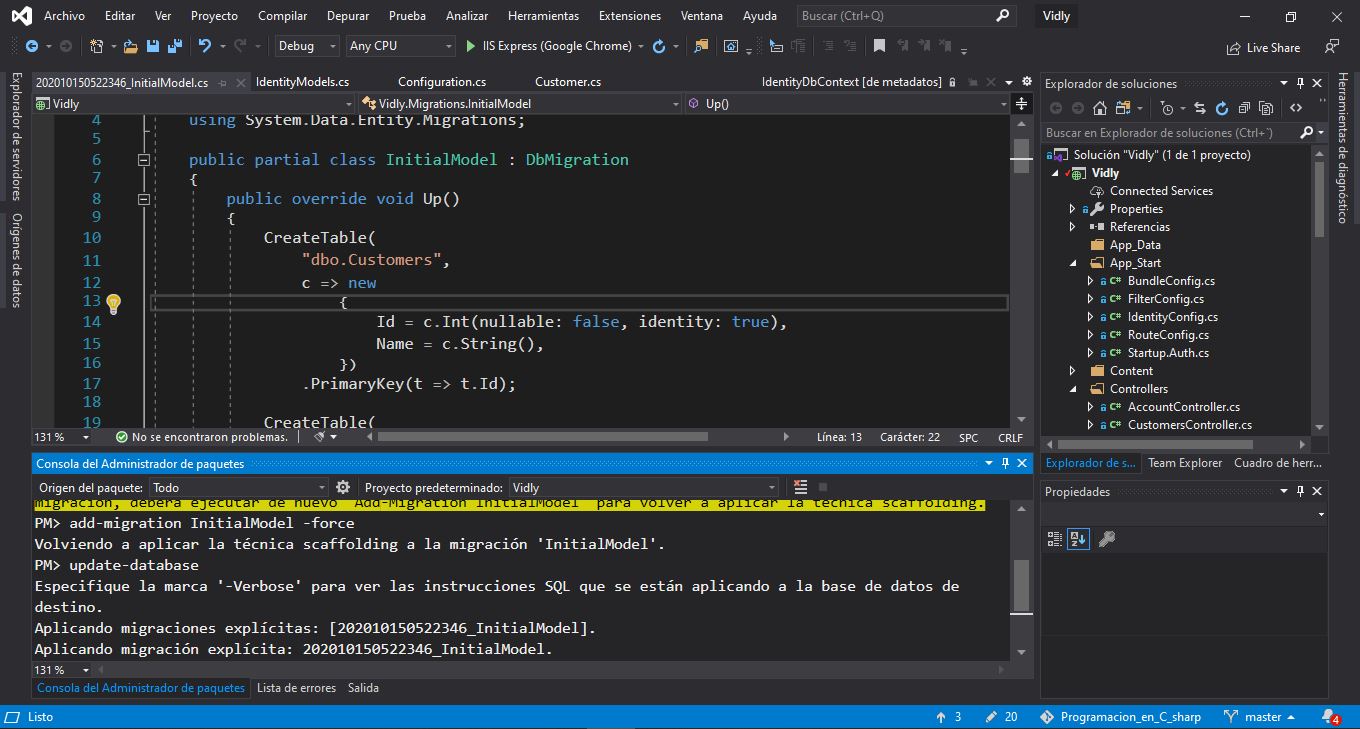 Archivo Editar Ver Proyecto Compilar Depurar Prueba Analizar Herramientas Extensiones Ventana Ayuda Buscar (Ctrl+Q) Vidly
Debug Any CPU IIS Express (Google Chrome) Live Share
Explorador de servidores
Orígenes de datos
202010150522346_InitialModel.cs IdentityModels.cs Configuration.cs Customer.cs IdentityDbContext [de metadatos]
Vidly Vidly.Migrations.InitialModel Up()
4 using System.Data.Entity.Migrations;
5
6 public partial class InitialModel : DbMigration
7 {
8 public override void Up()
9 {
10 CreateTable(
11 "dbo.Customers",
12 c => new
13 {
14 Id = c.Int(nullable: false, identity: true),
15 Name = c.String(),
16 })
17 .PrimaryKey(t => t.Id);
18
19 CreateTable(
131 % No se encontraron problemas. Línea: 13 Carácter: 22 SPC CRLF
Consola del Administrador de paquetes
Origen del paquete: Todo Proyecto predeterminado: Vidly
migración, deberá ejecutar de nuevo 'Add-Migration InitialModel' para volver a aplicar la técnica scaffolding.
PM> add-migration InitialModel -force
Volviendo a aplicar la técnica scaffolding a la migración 'InitialModel'.
PM> update-database
Especifique la marca '-Verbose' para ver las instrucciones SQL que se están aplicando a la base de datos de
destino.
Aplicando migraciones explícitas: [202010150522346_InitialModel].
Aplicando migración explícita: 202010150522346_InitialModel.
131 %
Consola del Administrador de paquetes Lista de errores Salida
Explorador de soluciones
Buscar en Explorador de soluciones (Ctrl+´)
Solución "Vidly" (1 de 1 proyecto)
Vidly
Connected Services
Properties
Referencias
App_Data
App_Start
C# BundleConfig.cs
C# FilterConfig.cs
C# IdentityConfig.cs
C# RouteConfig.cs
C# Startup.Auth.cs
Content
Controllers
C# AccountController.cs
C# CustomersController.cs
Explorador de s... Team Explorer Cuadro de herr...
Propiedades
Herramientas de diagnóstico
Listo 3 20 Programacion_en_C_sharp master 4